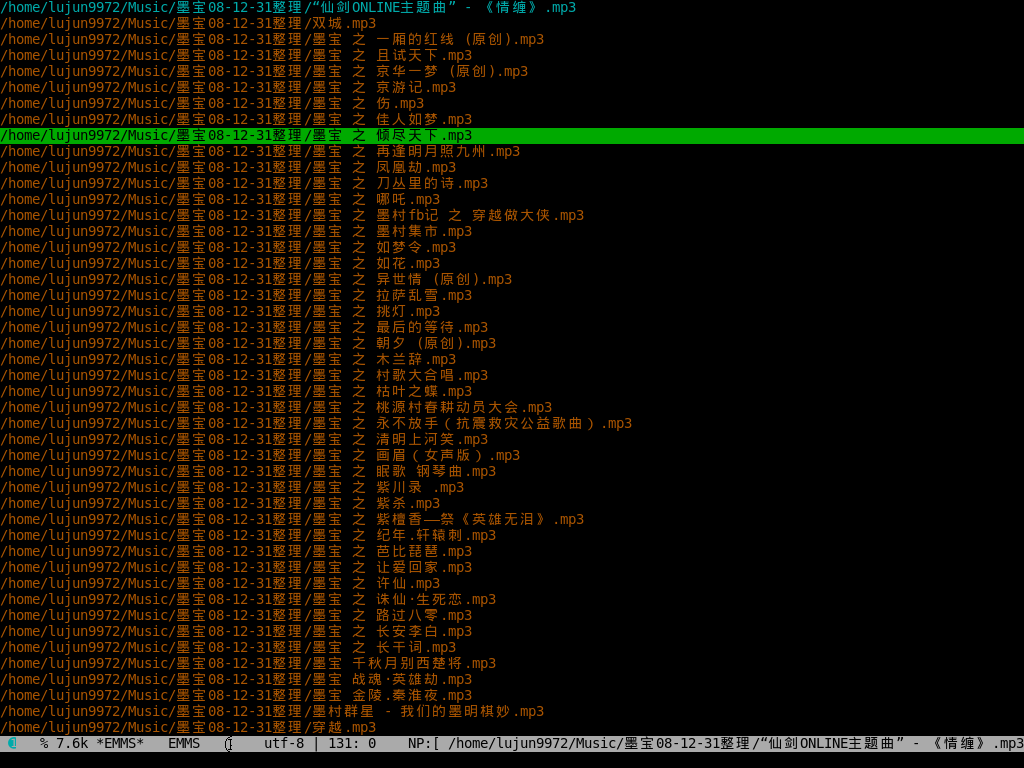 /home/lujun9972/Music/墨宝08-12-31整理/“仙剑ONLINE主题曲” - 《情缠》.mp3
/home/lujun9972/Music/墨宝08-12-31整理/双城.mp3
/home/lujun9972/Music/墨宝08-12-31整理/墨宝 之 一厢的红线 (原创).mp3
/home/lujun9972/Music/墨宝08-12-31整理/墨宝 之 且试天下.mp3
/home/lujun9972/Music/墨宝08-12-31整理/墨宝 之 京华一梦 (原创).mp3
/home/lujun9972/Music/墨宝08-12-31整理/墨宝 之 京游记.mp3
/home/lujun9972/Music/墨宝08-12-31整理/墨宝 之 伤.mp3
/home/lujun9972/Music/墨宝08-12-31整理/墨宝 之 佳人如梦.mp3
/home/lujun9972/Music/墨宝08-12-31整理/墨宝 之 倾尽天下.mp3
/home/lujun9972/Music/墨宝08-12-31整理/墨宝 之 再逢明月照九州.mp3
/home/lujun9972/Music/墨宝08-12-31整理/墨宝 之 凤凰劫.mp3
/home/lujun9972/Music/墨宝08-12-31整理/墨宝 之 刀丛里的诗.mp3
/home/lujun9972/Music/墨宝08-12-31整理/墨宝 之 哪吒.mp3
/home/lujun9972/Music/墨宝08-12-31整理/墨宝 之 墨村fb记 之 穿越做大侠.mp3
/home/lujun9972/Music/墨宝08-12-31整理/墨宝 之 墨村集市.mp3
/home/lujun9972/Music/墨宝08-12-31整理/墨宝 之 如梦令.mp3
/home/lujun9972/Music/墨宝08-12-31整理/墨宝 之 如花.mp3
/home/lujun9972/Music/墨宝08-12-31整理/墨宝 之 异世情 (原创).mp3
/home/lujun9972/Music/墨宝08-12-31整理/墨宝 之 拉萨乱雪.mp3
/home/lujun9972/Music/墨宝08-12-31整理/墨宝 之 挑灯.mp3
/home/lujun9972/Music/墨宝08-12-31整理/墨宝 之 最后的等待.mp3
/home/lujun9972/Music/墨宝08-12-31整理/墨宝 之 朝夕 (原创).mp3
/home/lujun9972/Music/墨宝08-12-31整理/墨宝 之 木兰辞.mp3
/home/lujun9972/Music/墨宝08-12-31整理/墨宝 之 村歌大合唱.mp3
/home/lujun9972/Music/墨宝08-12-31整理/墨宝 之 枯叶之蝶.mp3
/home/lujun9972/Music/墨宝08-12-31整理/墨宝 之 桃源村春耕动员大会.mp3
/home/lujun9972/Music/墨宝08-12-31整理/墨宝 之 永不放手（抗震救灾公益歌曲）.mp3
/home/lujun9972/Music/墨宝08-12-31整理/墨宝 之 清明上河笑.mp3
/home/lujun9972/Music/墨宝08-12-31整理/墨宝 之 画眉（女声版）.mp3
/home/lujun9972/Music/墨宝08-12-31整理/墨宝 之 眠歌 钢琴曲.mp3
/home/lujun9972/Music/墨宝08-12-31整理/墨宝 之 紫川录 .mp3
/home/lujun9972/Music/墨宝08-12-31整理/墨宝 之 紫杀.mp3
/home/lujun9972/Music/墨宝08-12-31整理/墨宝 之 紫檀香——祭《英雄无泪》.mp3
/home/lujun9972/Music/墨宝08-12-31整理/墨宝 之 纪年.轩辕刺.mp3
/home/lujun9972/Music/墨宝08-12-31整理/墨宝 之 芭比琵琶.mp3
/home/lujun9972/Music/墨宝08-12-31整理/墨宝 之 让爱回家.mp3
/home/lujun9972/Music/墨宝08-12-31整理/墨宝 之 许仙.mp3
/home/lujun9972/Music/墨宝08-12-31整理/墨宝 之 诛仙·生死恋.mp3
/home/lujun9972/Music/墨宝08-12-31整理/墨宝 之 路过八零.mp3
/home/lujun9972/Music/墨宝08-12-31整理/墨宝 之 长安李白.mp3
/home/lujun9972/Music/墨宝08-12-31整理/墨宝 之 长干词.mp3
/home/lujun9972/Music/墨宝08-12-31整理/墨宝 千秋月别西楚将.mp3
/home/lujun9972/Music/墨宝08-12-31整理/墨宝 战魂·英雄劫.mp3
/home/lujun9972/Music/墨宝08-12-31整理/墨宝 金陵.秦淮夜.mp3
/home/lujun9972/Music/墨宝08-12-31整理/墨村群星 - 我们的墨明棋妙.mp3
/home/lujun9972/Music/墨宝08-12-31整理/穿越.mp3
% 7.6k *EMMS* EMMS utf-8 | 131: 0 NP:[ /home/lujun9972/Music/墨宝08-12-31整理/“仙剑ONLINE主题曲” - 《情缠》.mp3